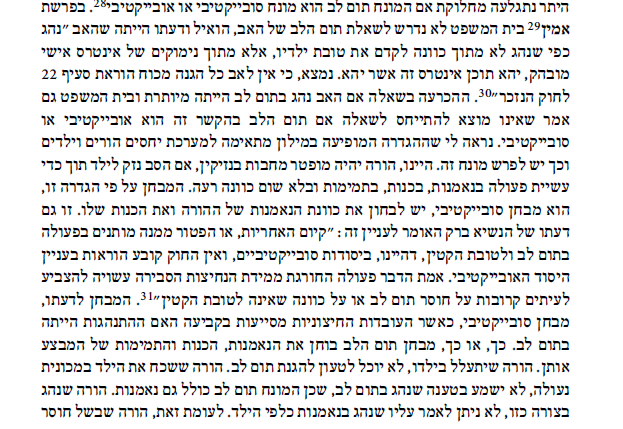 היתר נתגלעה מחלוקת אם המונח תום לב הוא מונח סובייקטיבי או אובייקטיבי28. בפרשת
אמין29 בית המשפט לא נדרש לשאלת תום הלב של האב, הואיל ודעתו הייתה שהאב "נהג
כפי שנהג לא מתוך כוונה לקדם את טובת ילדיו, אלא מתוך נימוקים של אינטרס אישי
מובהק, יהא תוכן אינטרס זה אשר יהא. נמצא, כי אין לאב כל הגנה מכוח הוראת סעיף 22
לחוק הנזכר"30. ההכרעה בשאלה אם האב נהג בתום לב הייתה מיותרת ובית המשפט גם
אמר שאינו מוצא להתייחס לשאלה אם תום הלב בהקשר זה הוא אובייקטיבי או
סובייקטיבי. נראה לי שההגדרה המופיעה במילון מתאימה למערכת יחסים הורים וילדים
וכך יש לפרש מונח זה. היינו, הורה יהיה מופטר מחבות בנזיקין, אם הסב נזק לילד תוך כדי
עשיית פעולה בנאמנות, בכנות, בתמימות ובלא שום כוונה רעה. המבחן על פי הגדרה זו,
הוא מבחן סובייקטיבי, יש לבחון את כוונת הנאמנות של ההורה ואת הכנות שלו. זו גם
דעתו של הנשיא ברק האומר לעניין זה: "קיום האחריות, או הפטור ממנה מותנים בפעולה
בתום לב ולטובת הקטין, דהיינו, ביסודות סובייקטיביים, ואין החוק קובע הוראות בעניין
היסוד האובייקטיבי. אמת הדבר פעולה החורגת ממידת הנחיצות הסבירה עשויה להצביע
לעיתים קרובות על חוסר תום לב או על כוונה שאינה לטובת הקטין"31. המבחן לדעתו,
מבחן סובייקטיבי, כאשר העובדות החיצוניות מסייעות בקביעה האם ההתנהגות הייתה
בתום לב. כך, או כך, מבחן תום הלב בוחן את הנאמנות, הכנות והתמימות של המבצע
אותן. הורה שיתעלל בילדו, לא יוכל לטעון להגנת תום לב. הורה ששכח את הילד במכונית
נעולה, לא ישמע בטענה שנהג בתום לב, שכן המונח תום לב כולל גם נאמנות. הורה שנהג
בצורה כזו, לא ניתן לאמר עליו שנהג בנאמנות כלפי הילד. לעומת זאת, הורה שבשל חוסר